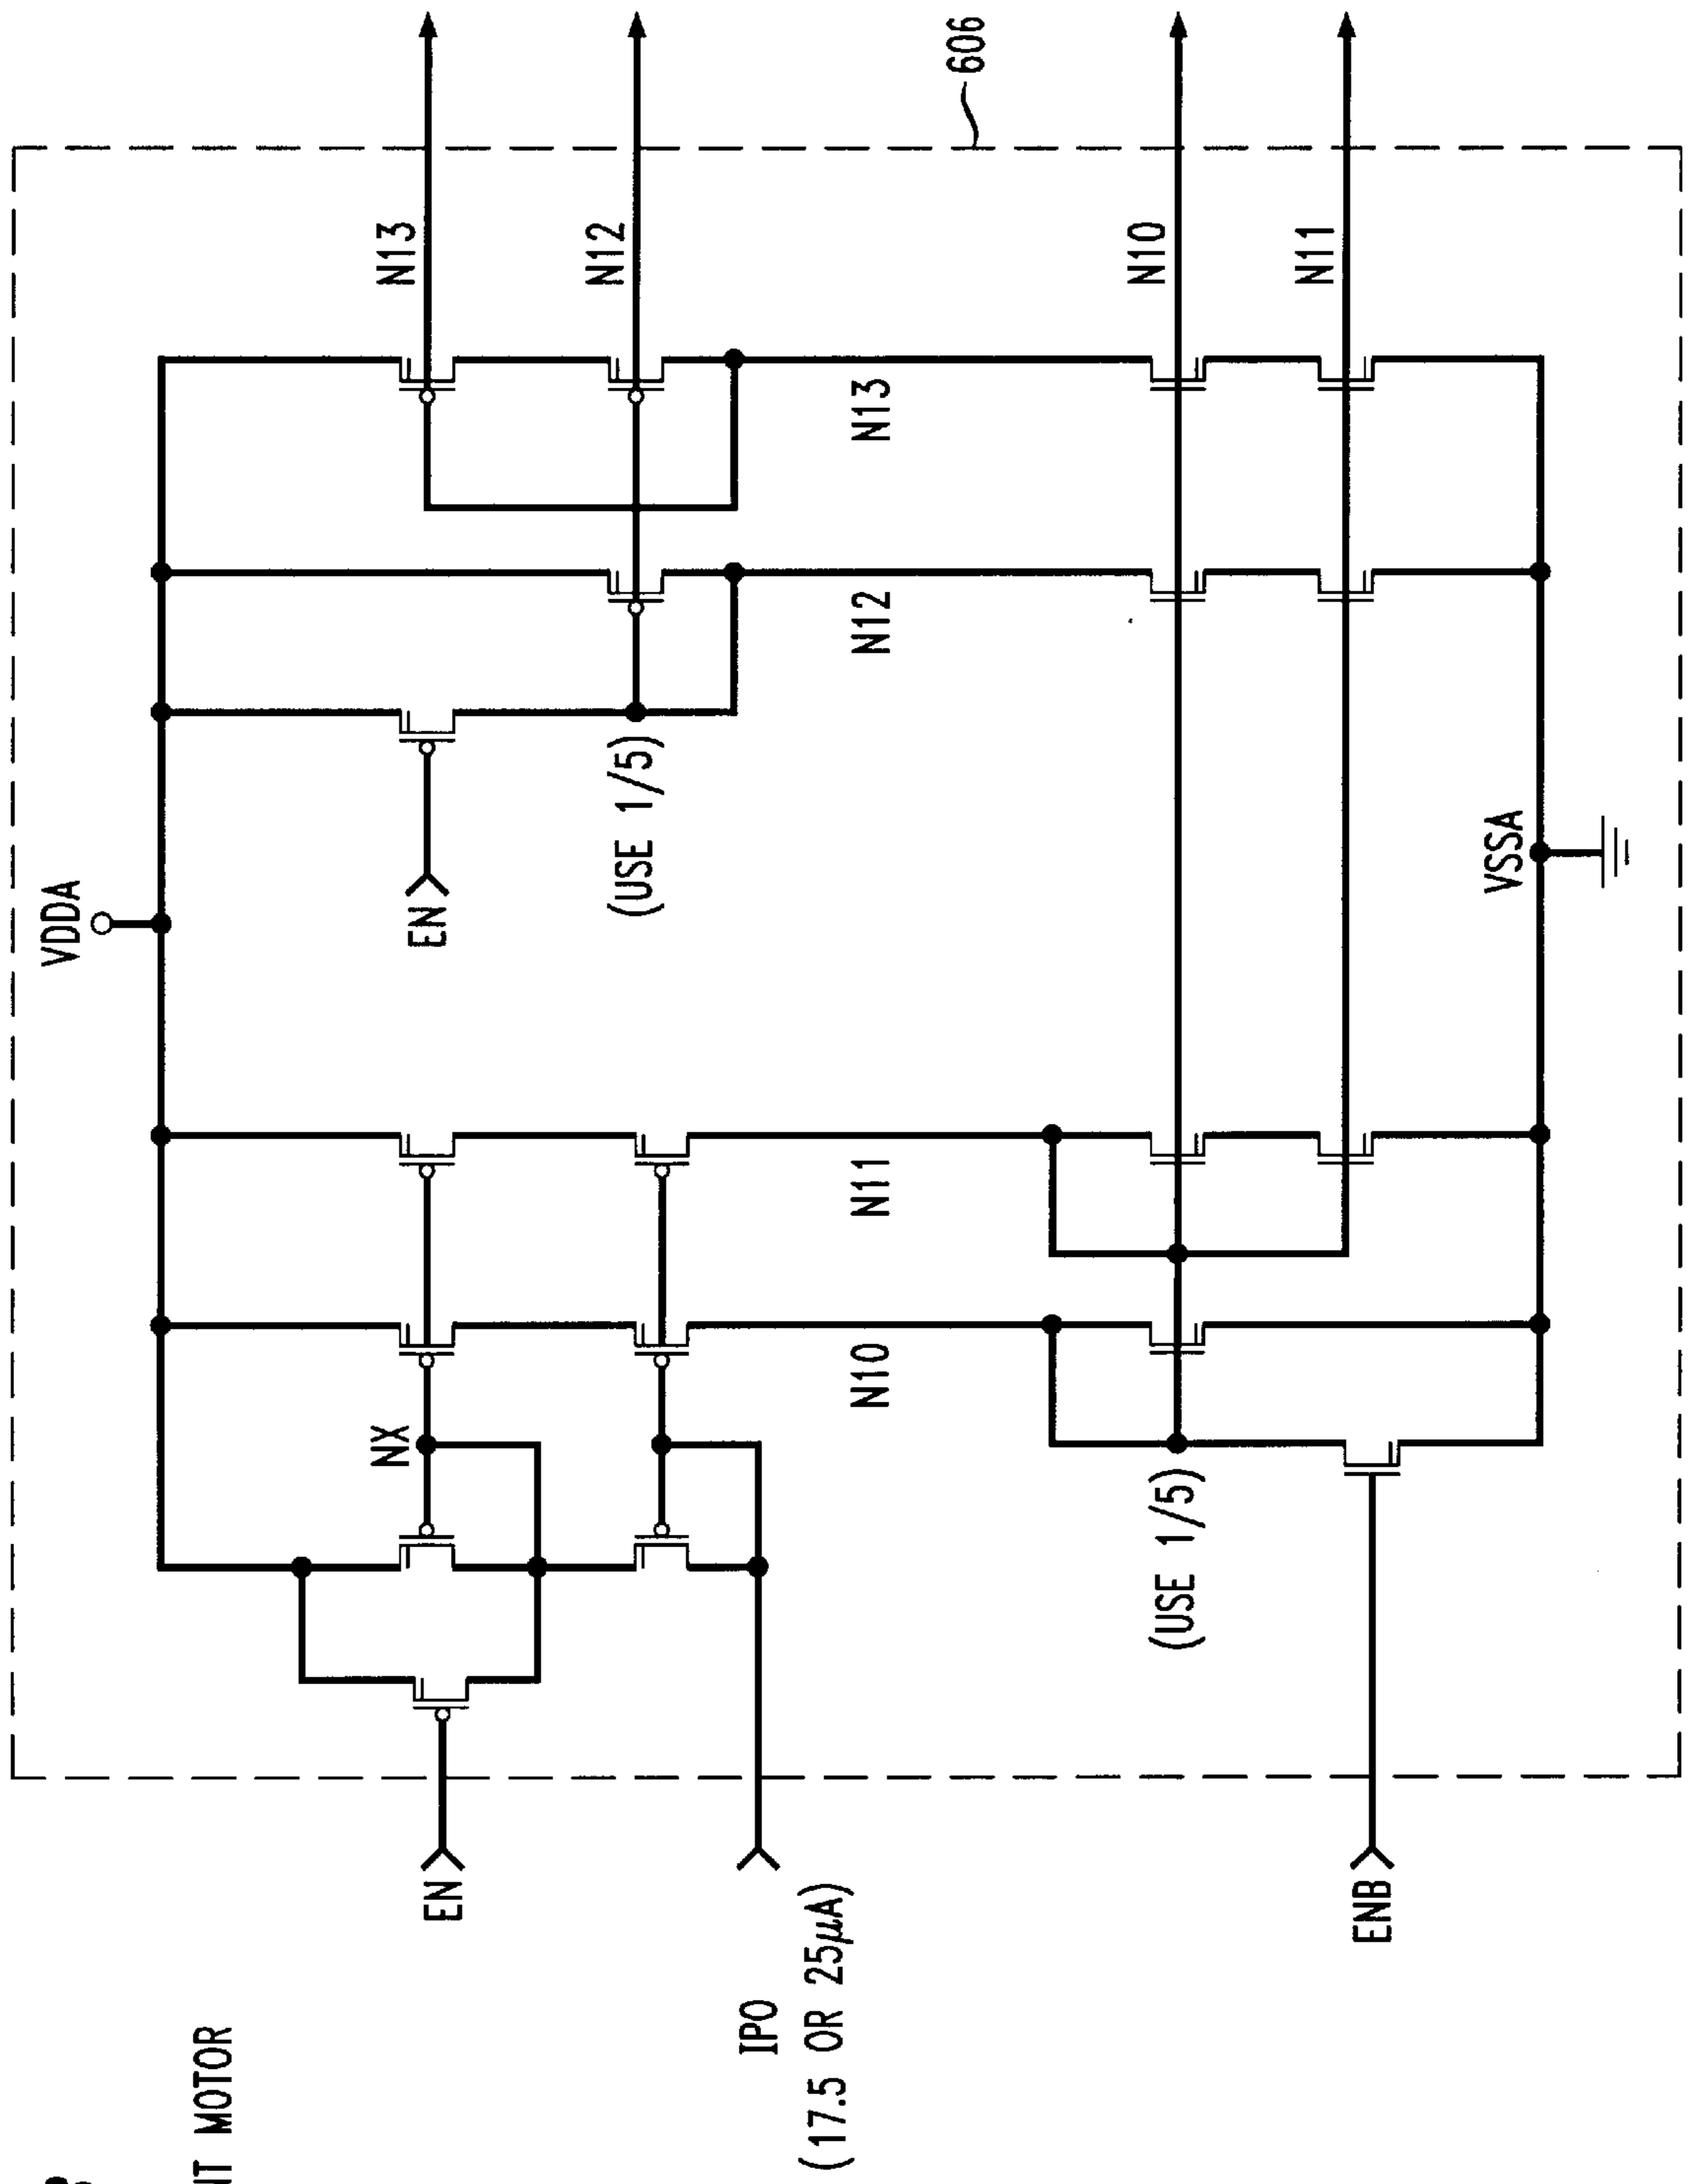 MOTOR
VDDA
EN
IPO
(17.5 OR 25µA)
ENB
NX
N10
N11
(USE 1/5)
EN
(USE 1/5)
N12
N13
VSSA
N13
N12
N10
N11
606